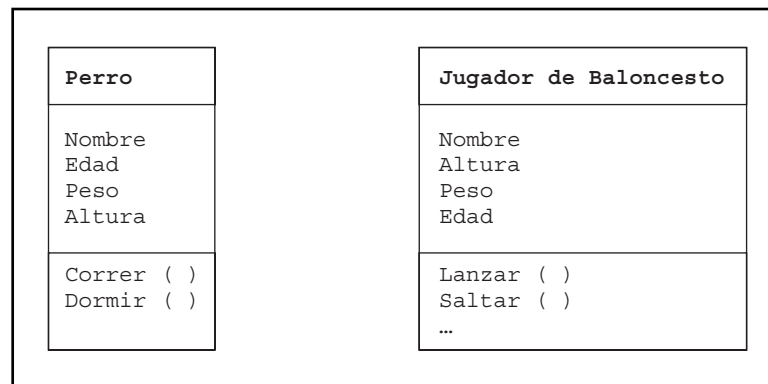 Perro
Nombre
Edad
Peso
Altura
Correr ( )
Dormir ( )
Jugador de Baloncesto
Nombre
Altura
Peso
Edad
Lanzar ( )
Saltar ( )
…